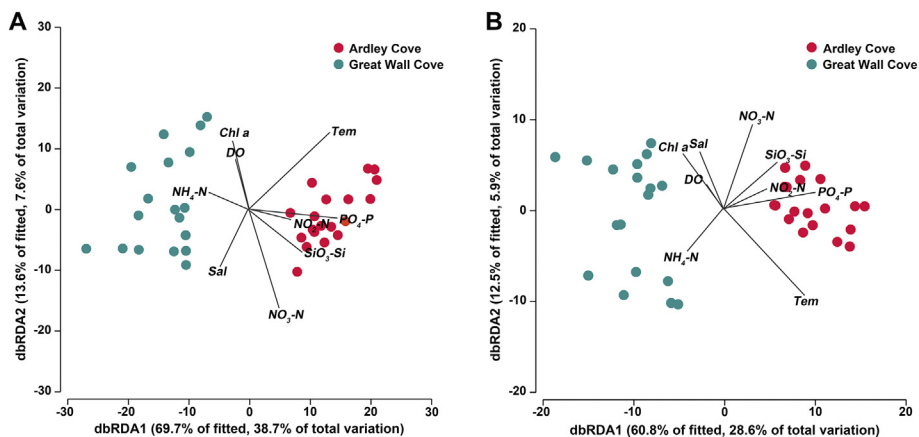 A
Ardley Cove
Great Wall Cove
30
20
10
0
-10
-20
-30
dbRDA2 (13.6% of fitted, 7.6% of total variation)
Chl a
DO
Tem
NH4-N
NO2-N
PO4-P
SiO3-Si
Sal
NO3-N
-30
-20
-10
0
10
20
30
dbRDA1 (69.7% of fitted, 38.7% of total variation)
B
Ardley Cove
Great Wall Cove
20
10
0
-10
-20
dbRDA2 (12.5% of fitted, 5.9% of total variation)
NO3-N
Chl a
Sal
SiO3-Si
DO
NO2-N
PO4-P
NH4-N
Tem
-20
-10
0
10
20
dbRDA1 (60.8% of fitted, 28.6% of total variation)